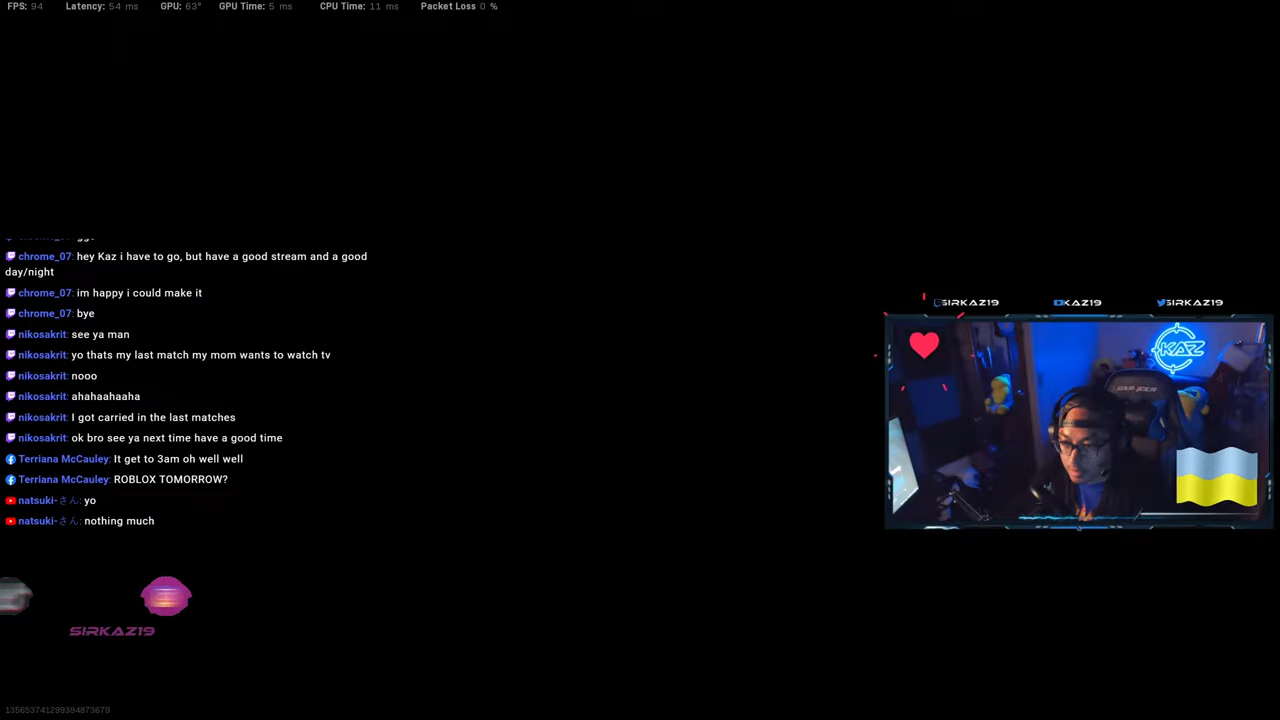 FPS: 94 Latency: 54 ms GPU: 63° GPU Time: 5 ms CPU Time: 11 ms Packet Loss 0 %
chrome_07: hey Kaz i have to go, but have a good stream and a good
day/night
chrome_07: im happy i could make it
chrome_07: bye
nikosakrit: see ya man
nikosakrit: yo thats my last match my mom wants to watch tv
nikosakrit: nooo
nikosakrit: ahahaahaaha
nikosakrit: I got carried in the last matches
nikosakrit: ok bro see ya next time have a good time
Terriana McCauley: It get to 3am oh well well
Terriana McCauley: ROBLOX TOMORROW?
natsuki-さん: yo
natsuki-さん: nothing much
SIRKAZ19 KAZ19 SIRKAZ19
KAZ
DXRACER
SIRKAZ19